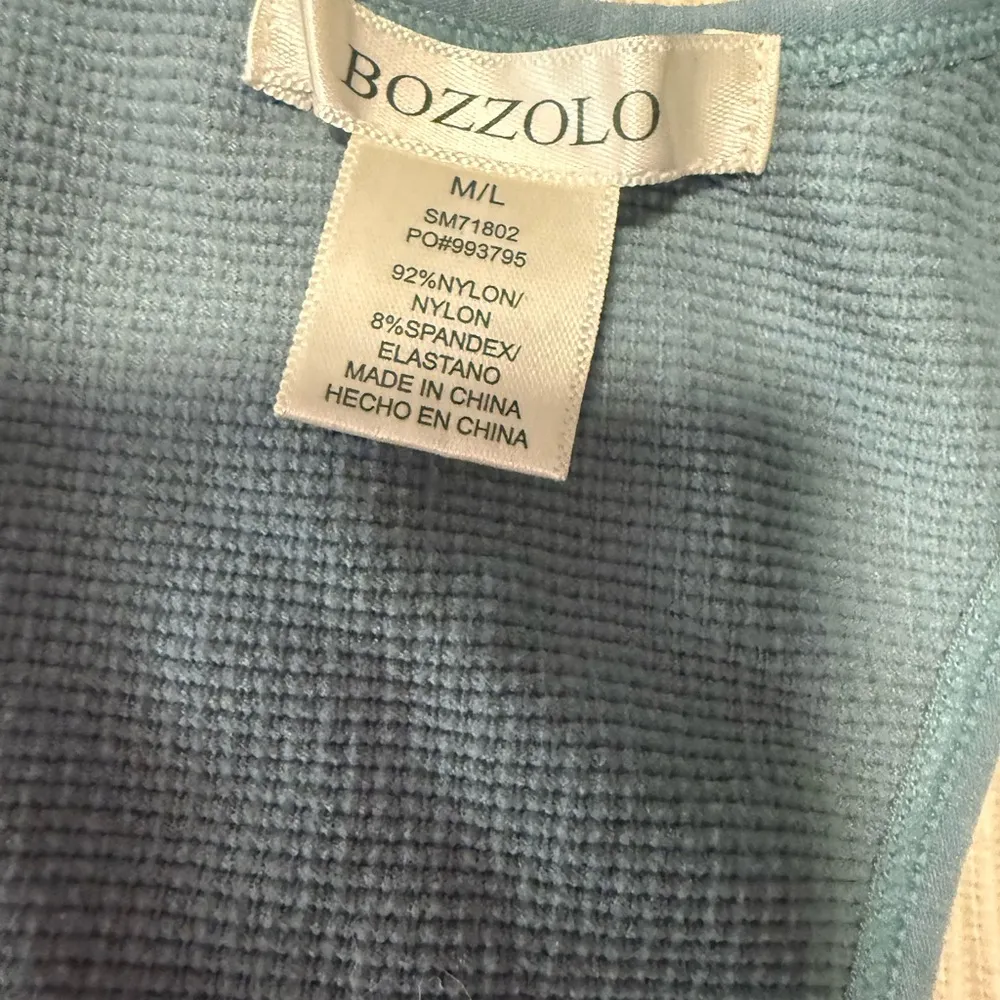 BOZZOLO
M/L
SM71802
PO#993795
92%NYLON/
NYLON
8%SPANDEX/
ELASTANO
MADE IN CHINA
HECHO EN CHINA